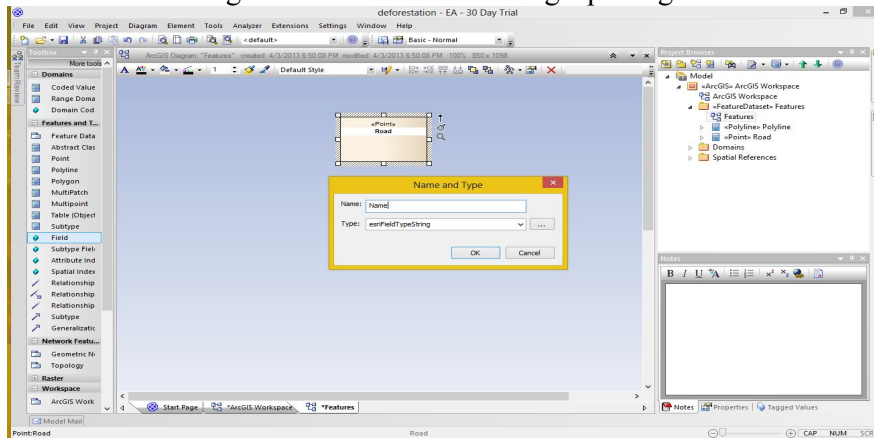 deforestation - EA - 30 Day Trial
File Edit View Project Diagram Element Tools Analyzer Extensions Settings Window Help
<default>
Basic - Normal
Toolbox
ArcGIS Diagram: "Features" created: 4/3/2013 6:50:08 PM modified: 4/3/2013 6:50:08 PM 100% 850 x 1098
Project Browser
More tools
Default Style
Team Review
Domains
Coded Value
Range Doma
Domain Cod
Features and T...
Feature Data
Abstract Clas
Point
Polyline
Polygon
MultiPatch
Multipoint
Table (Object
Subtype
Field
Subtype Field
Attribute Ind
Spatial Index
Relationship
Relationship
Relationship
Subtype
Generalizatic
Network Featu...
Geometric N
Topology
Raster
Workspace
ArcGIS Work
«Point»
Road
Name and Type
Name: Name
Type: esriFieldTypeString
...
OK Cancel
Model
«ArcGIS» ArcGIS Workspace
ArcGIS Workspace
«FeatureDataset» Features
Features
«Polyline» Polyline
«Point» Road
Domains
Spatial References
Notes
B I U A
Start Page *ArcGIS Workspace *Features
Notes Properties Tagged Values
Model Mail
Point:Road
Road
CAP NUM SCR